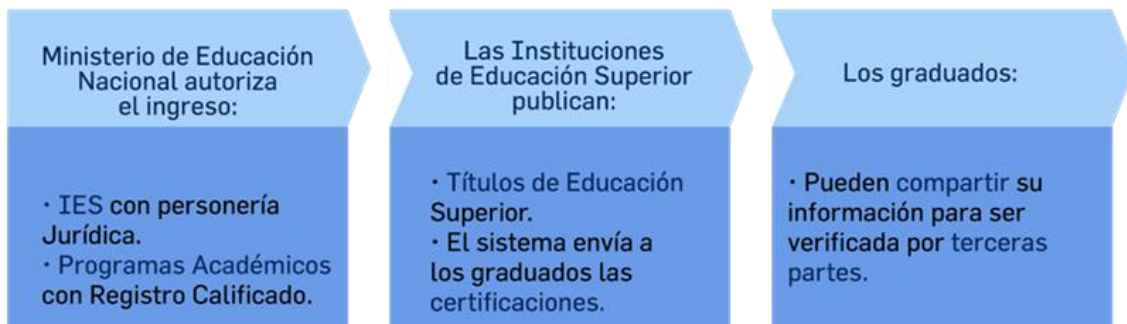 Ministerio de Educación
Nacional autoriza
el ingreso:
· IES con personería
Jurídica.
· Programas Académicos
con Registro Calificado.
Las Instituciones
de Educación Superior
publican:
· Títulos de Educación
Superior.
· El sistema envía a
los graduados las
certificaciones.
Los graduados:
· Pueden compartir su
información para ser
verificada por terceras
partes.